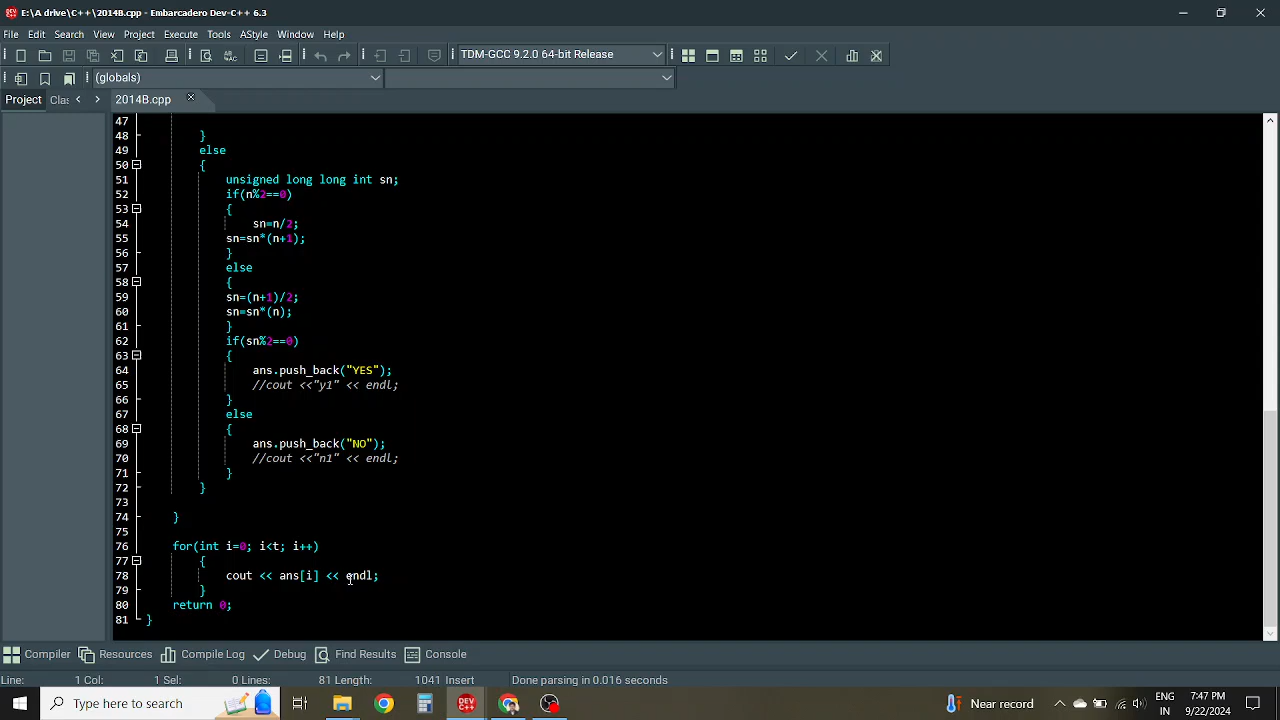 E:\A drive\C++\2014B.cpp - Embarcadero Dev-C++ 6.3
File Edit Search View Project Execute Tools AStyle Window Help
TDM-GCC 9.2.0 64-bit Release
(globals)
Project Clas 2014B.cpp
47
48 }
49 else
50 {
51 unsigned long long int sn;
52 if(n%2==0)
53 {
54 sn=n/2;
55 sn=sn*(n+1);
56 }
57 else
58 {
59 sn=(n+1)/2;
60 sn=sn*(n);
61 }
62 if(sn%2==0)
63 {
64 ans.push_back("YES");
65 //cout <<"y1" << endl;
66 }
67 else
68 {
69 ans.push_back("NO");
70 //cout <<"n1" << endl;
71 }
72 }
73
74 }
75
76 for(int i=0; i<t; i++)
77 {
78 cout << ans[i] << endl;
79 }
80 return 0;
81 }
Compiler Resources Compile Log Debug Find Results Console
Line: 1 Col: 1 Sel: 0 Lines: 81 Length: 1041 Insert Done parsing in 0.016 seconds
Type here to search DEV C++ Near record ENG IN 7:47 PM 9/22/2024